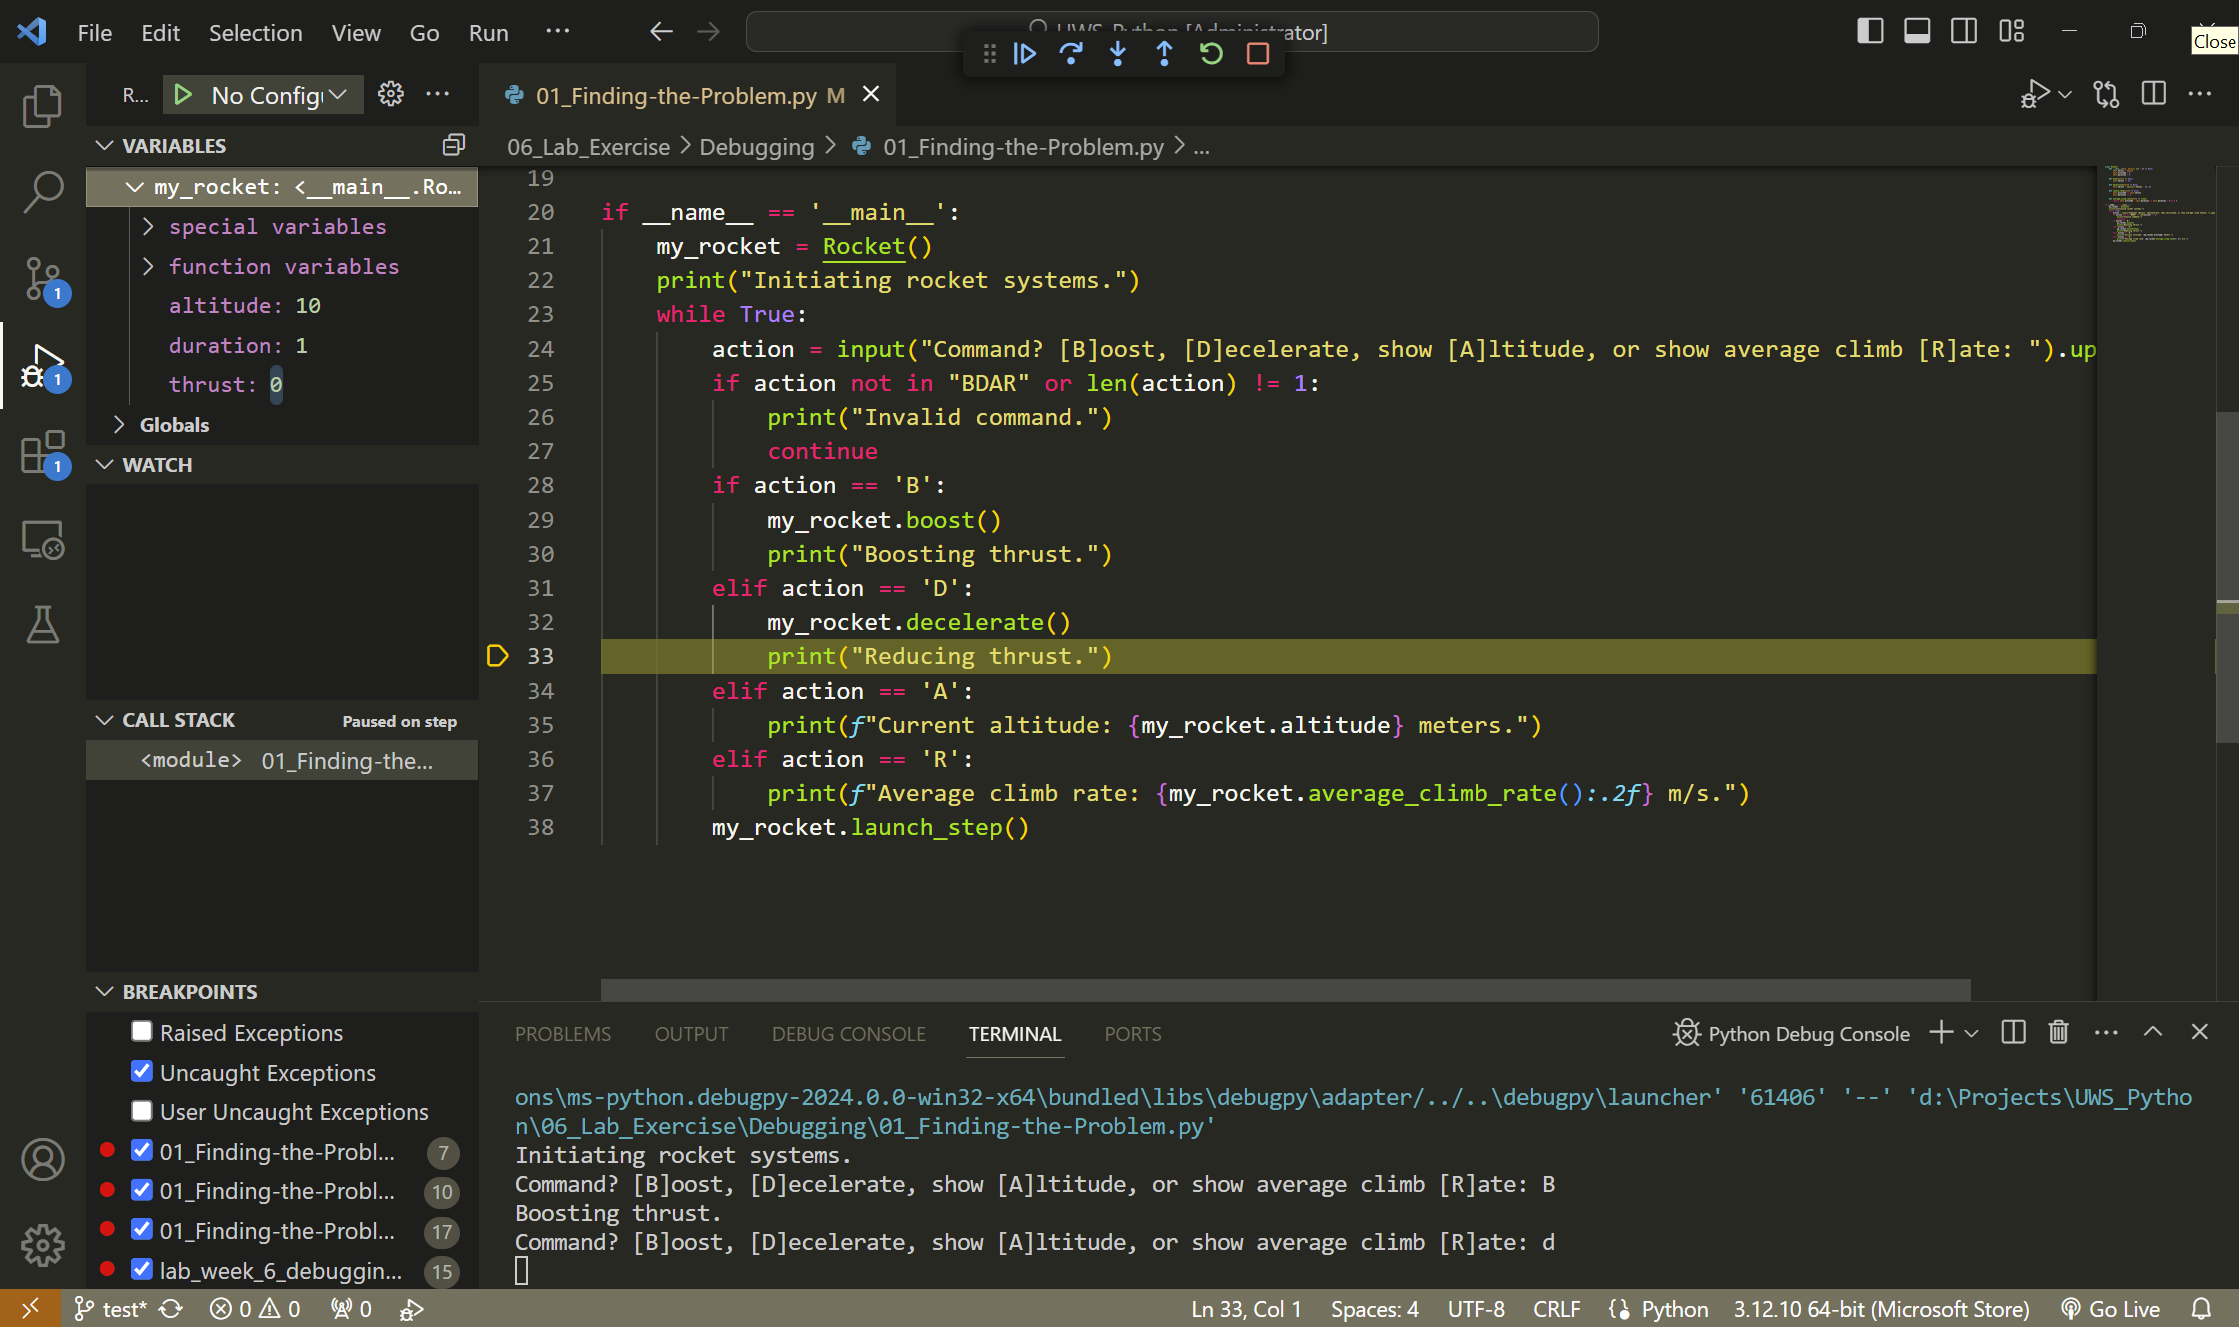 File Edit Selection View Go Run ...
UWS_Python [Administrator]
Close
R... No Config
01_Finding-the-Problem.py M
06_Lab_Exercise > Debugging > 01_Finding-the-Problem.py > ...
VARIABLES
my_rocket: <__main__.Ro...
special variables
function variables
altitude: 10
duration: 1
thrust: 0
Globals
WATCH
CALL STACK Paused on step
<module> 01_Finding-the...
BREAKPOINTS
Raised Exceptions
Uncaught Exceptions
User Uncaught Exceptions
01_Finding-the-Probl... 7
01_Finding-the-Probl... 10
01_Finding-the-Probl... 17
lab_week_6_debuggin... 15
1
1
1
19
20 if __name__ == '__main__':
21 my_rocket = Rocket()
22 print("Initiating rocket systems.")
23 while True:
24 action = input("Command? [B]oost, [D]ecelerate, show [A]ltitude, or show average climb [R]ate: ").up
25 if action not in "BDAR" or len(action) != 1:
26 print("Invalid command.")
27 continue
28 if action == 'B':
29 my_rocket.boost()
30 print("Boosting thrust.")
31 elif action == 'D':
32 my_rocket.decelerate()
33 print("Reducing thrust.")
34 elif action == 'A':
35 print(f"Current altitude: {my_rocket.altitude} meters.")
36 elif action == 'R':
37 print(f"Average climb rate: {my_rocket.average_climb_rate():.2f} m/s.")
38 my_rocket.launch_step()
PROBLEMS OUTPUT DEBUG CONSOLE TERMINAL PORTS
Python Debug Console
ons\ms-python.debugpy-2024.0.0-win32-x64\bundled\libs\debugpy\adapter/../..\debugpy\launcher' '61406' '--' 'd:\Projects\UWS_Pytho
n\06_Lab_Exercise\Debugging\01_Finding-the-Problem.py'
Initiating rocket systems.
Command? [B]oost, [D]ecelerate, show [A]ltitude, or show average climb [R]ate: B
Boosting thrust.
Command? [B]oost, [D]ecelerate, show [A]ltitude, or show average climb [R]ate: d
test* 0 0 0 Ln 33, Col 1 Spaces: 4 UTF-8 CRLF Python 3.12.10 64-bit (Microsoft Store) Go Live